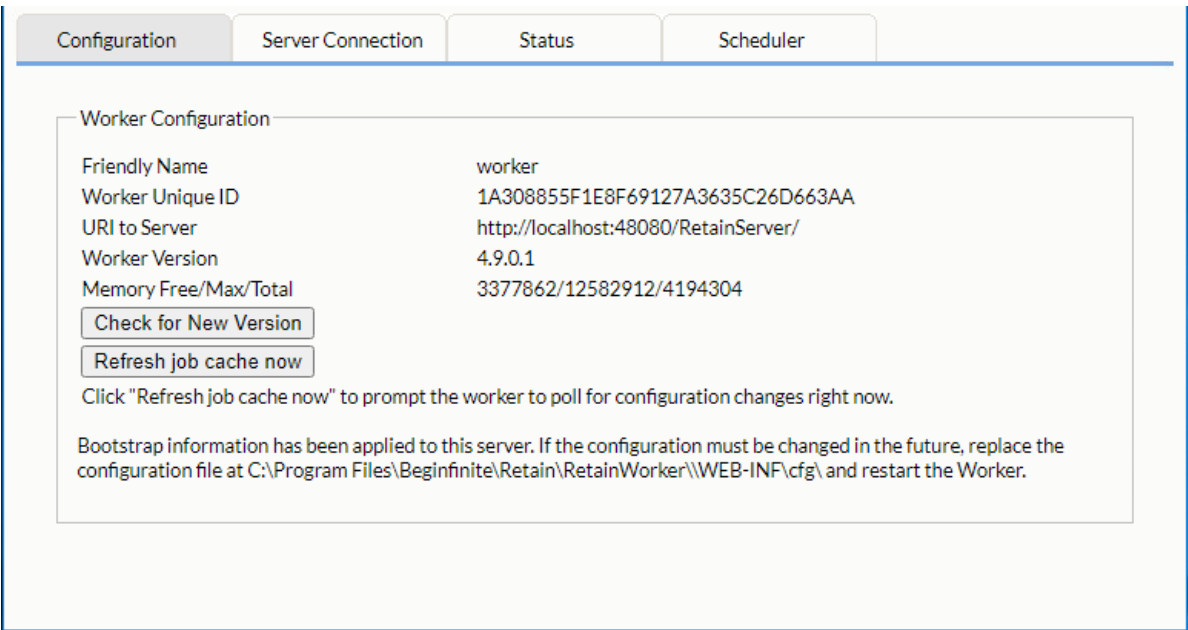 Configuration Server Connection Status Scheduler
Worker Configuration
Friendly Name worker
Worker Unique ID 1A308855F1E8F69127A3635C26D663AA
URI to Server http://localhost:48080/RetainServer/
Worker Version 4.9.0.1
Memory Free/Max/Total 3377862/12582912/4194304
Check for New Version
Refresh job cache now
Click "Refresh job cache now" to prompt the worker to poll for configuration changes right now.
Bootstrap information has been applied to this server. If the configuration must be changed in the future, replace the
configuration file at C:\Program Files\Beginfinite\Retain\RetainWorker\\WEB-INF\cfg\ and restart the Worker.